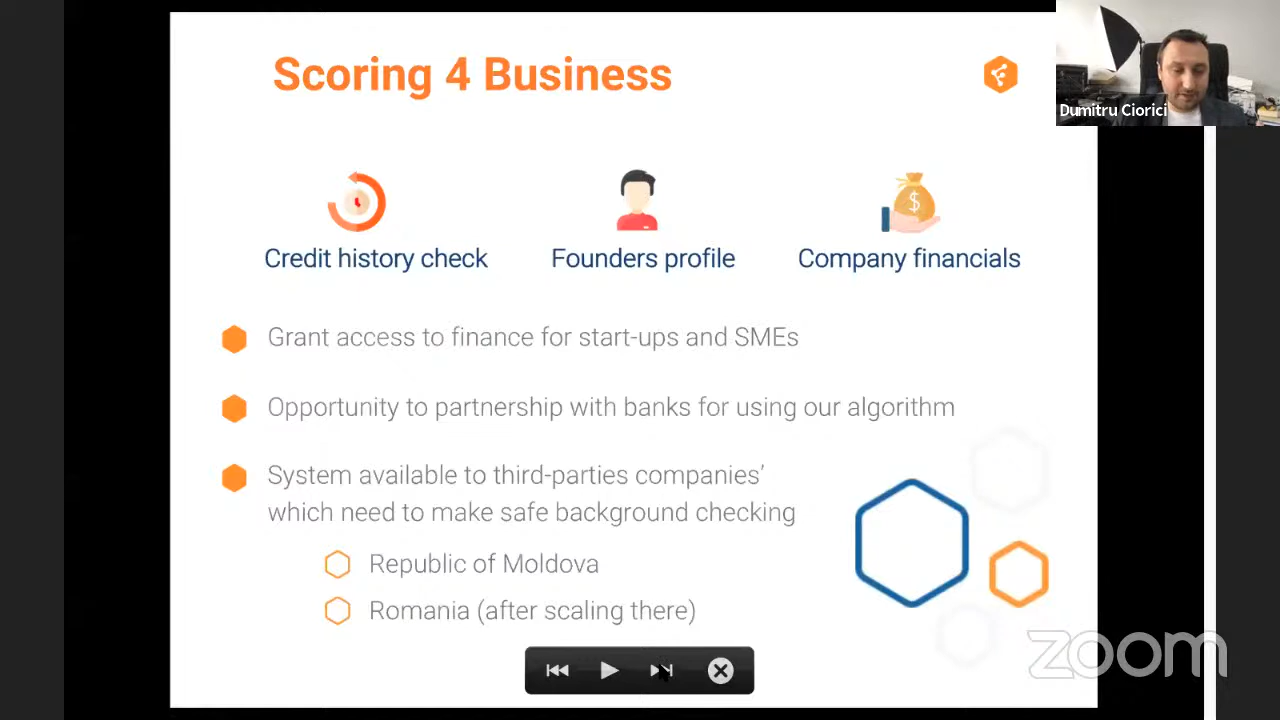 Scoring 4 Business
Dumitru Ciorici
$
Credit history check
Founders profile
Company financials
Grant access to finance for start-ups and SMEs
Opportunity to partnership with banks for using our algorithm
System available to third-parties companies’
which need to make safe background checking
Republic of Moldova
Romania (after scaling there)
zoom